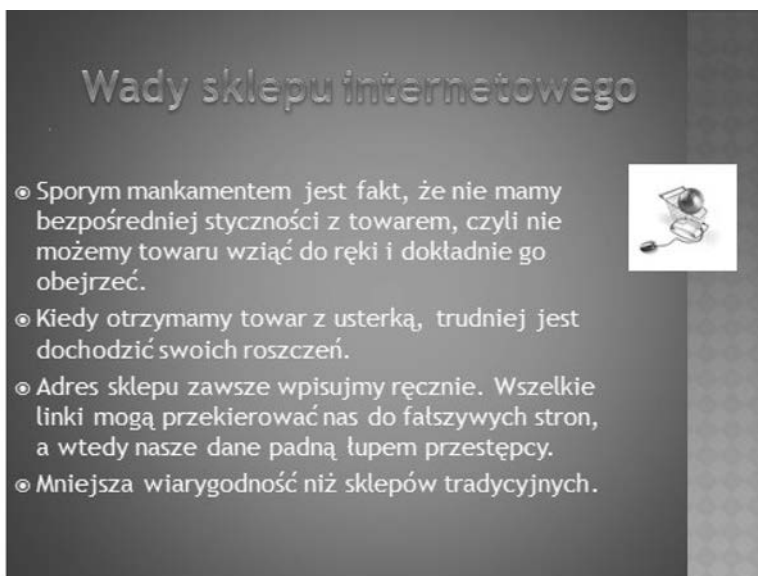 Wady sklepu internetowego
Sporym mankamentem jest fakt, że nie mamy
bezpośredniej styczności z towarem, czyli nie
możemy towaru wziąć do ręki i dokładnie go
obejrzeć.
Kiedy otrzymamy towar z usterką, trudniej jest
dochodzić swoich roszczeń.
Adres sklepu zawsze wpisujmy ręcznie. Wszelkie
linki mogą przekierować nas do fałszywych stron,
a wtedy nasze dane padną łupem przestępcy.
Mniejsza wiarygodność niż sklepów tradycyjnych.